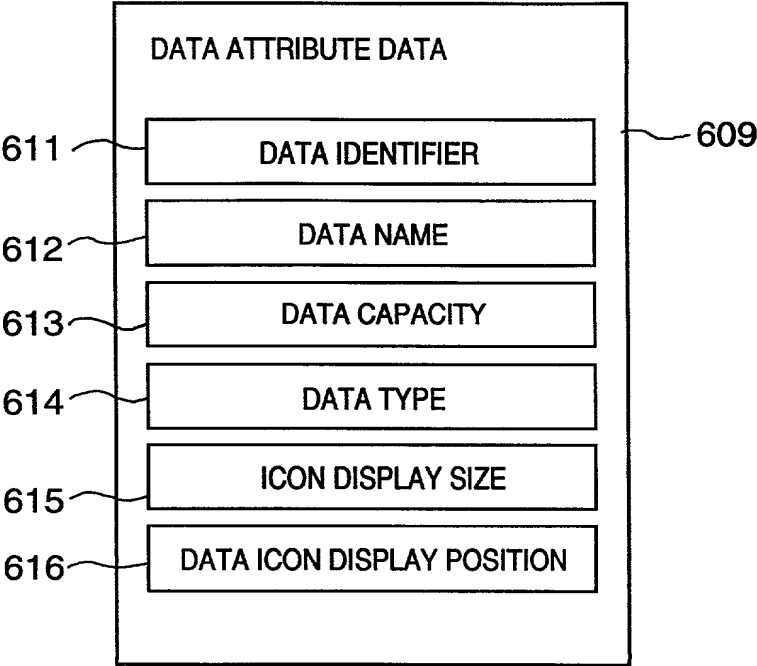 DATA ATTRIBUTE DATA
609
611
DATA IDENTIFIER
612
DATA NAME
613
DATA CAPACITY
614
DATA TYPE
615
ICON DISPLAY SIZE
616
DATA ICON DISPLAY POSITION